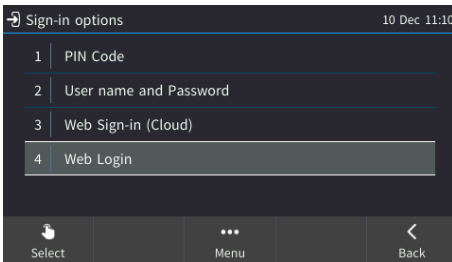 Sign-in options
10 Dec 11:10
1 PIN Code
2 User name and Password
3 Web Sign-in (Cloud)
4 Web Login
Select
Menu
Back